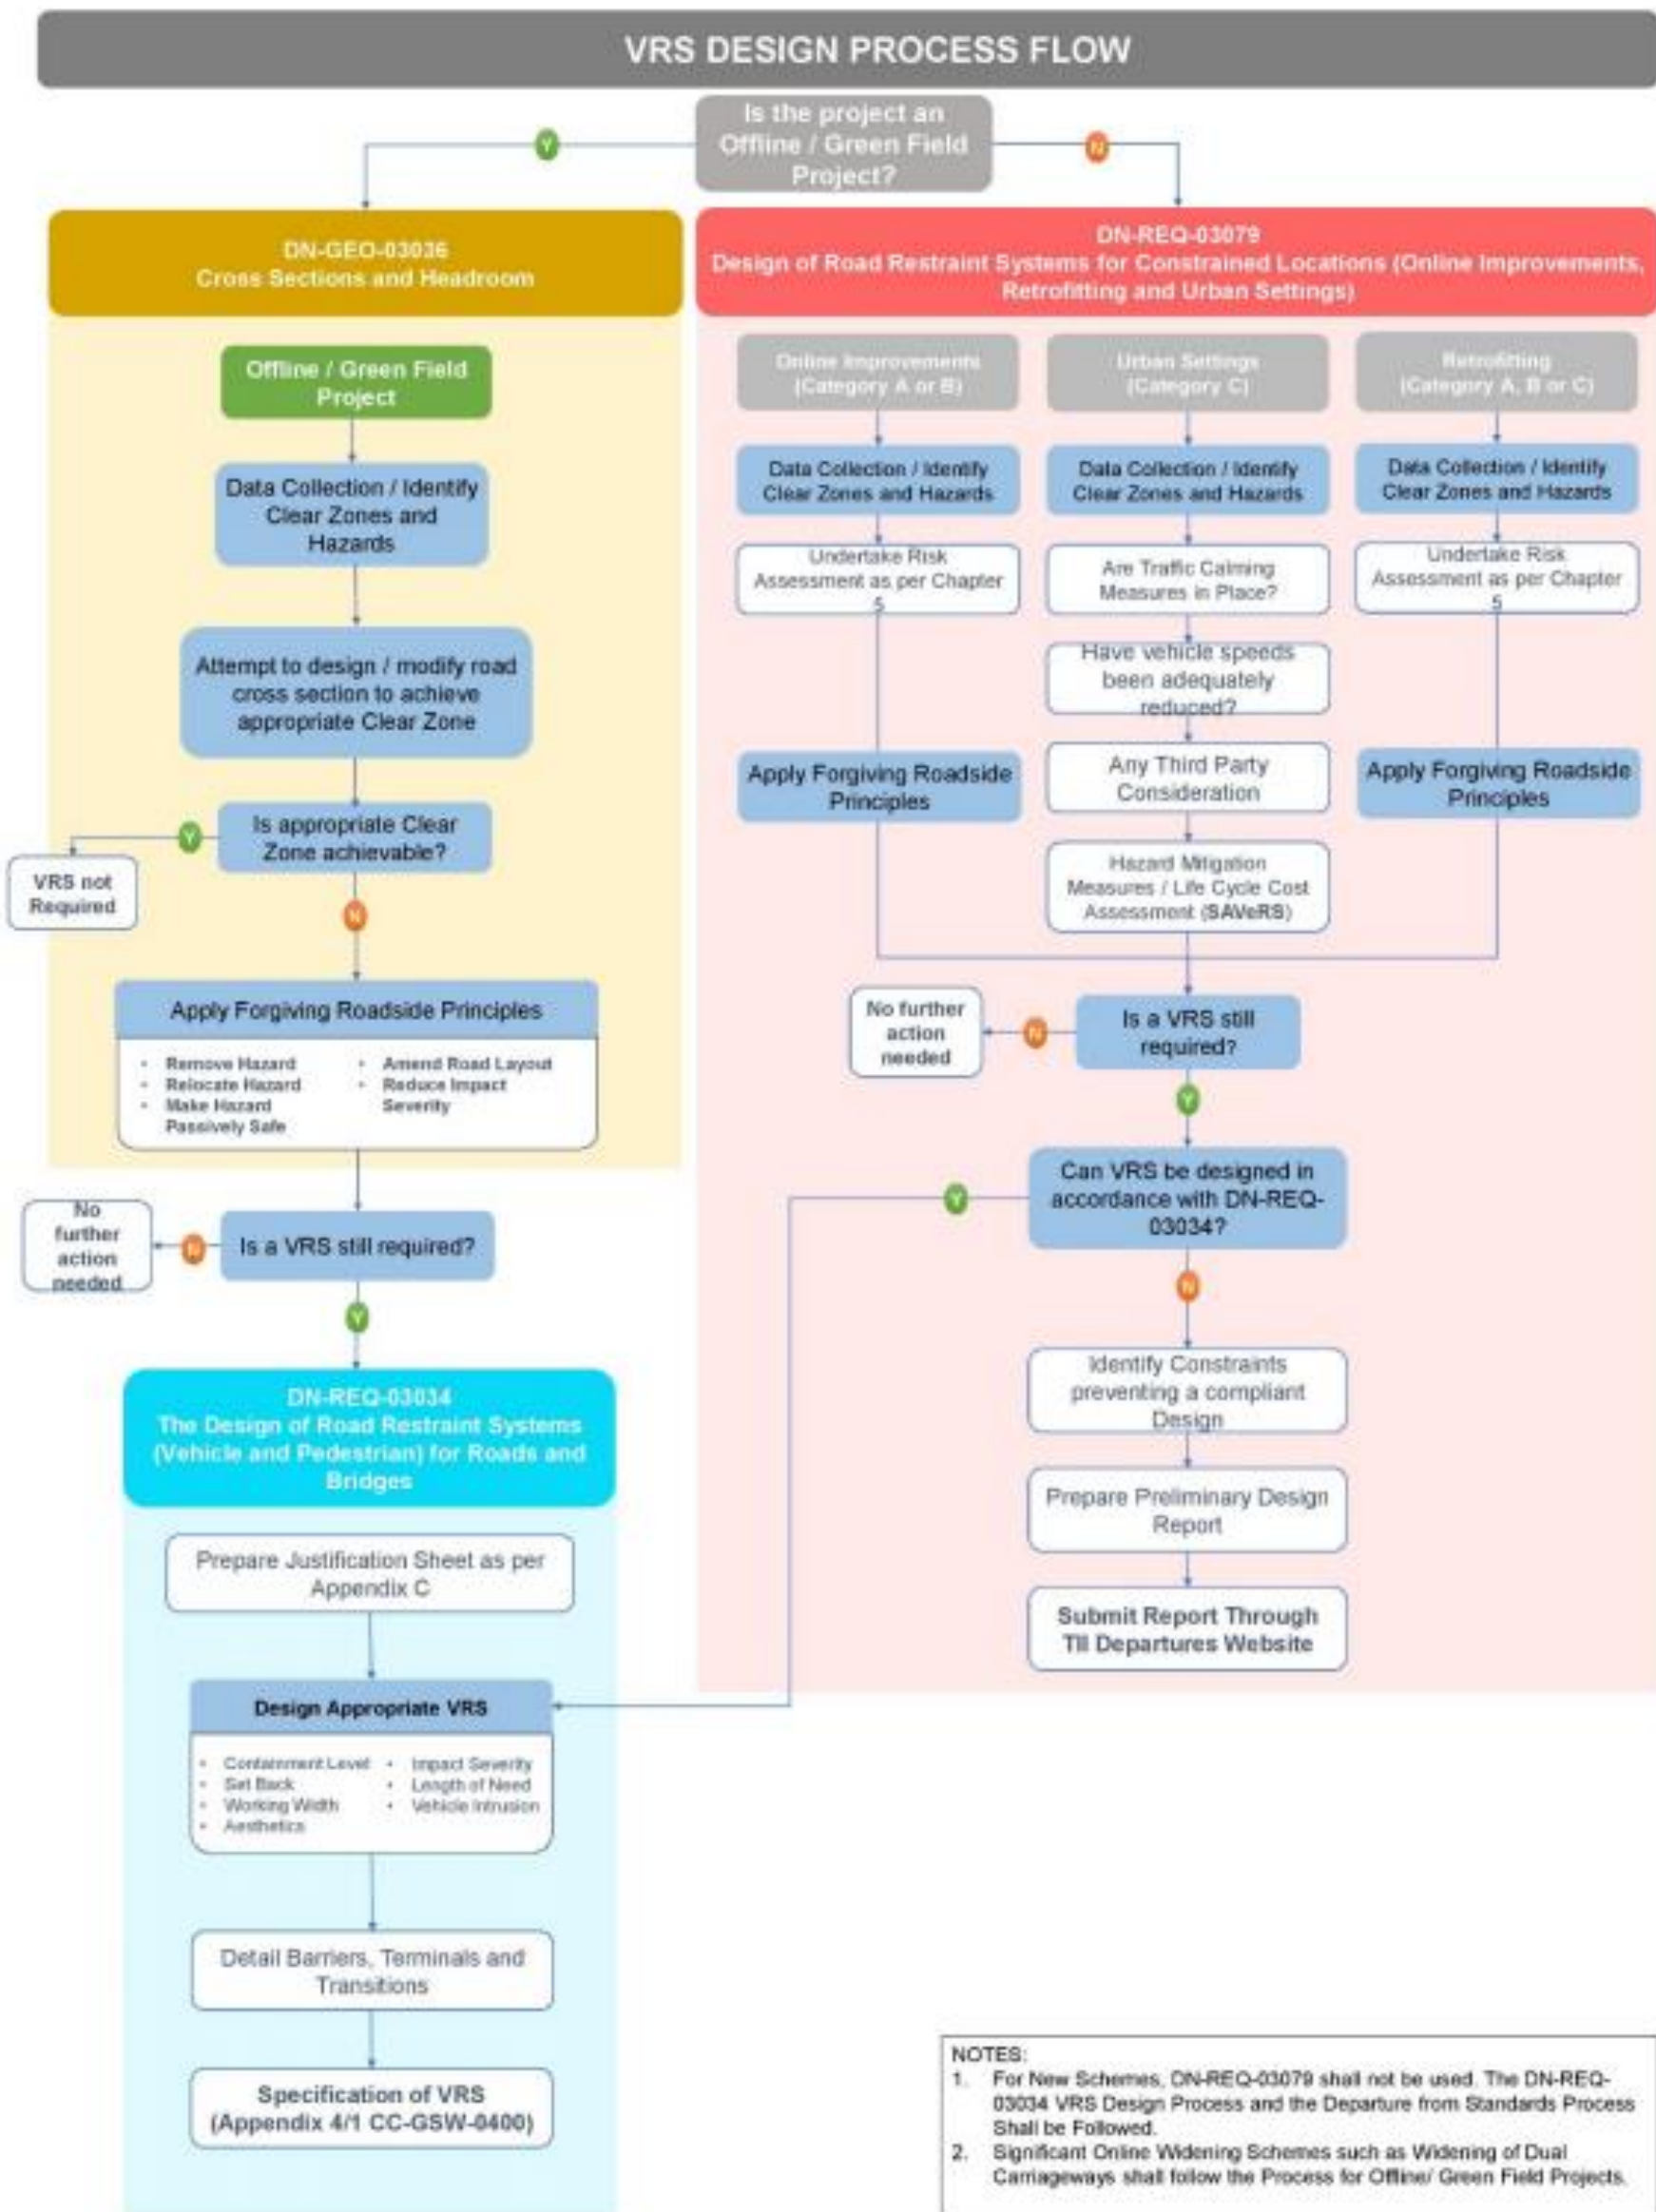 VRS DESIGN PROCESS FLOW
Is the project an
Offline / Green Field
Project?
Y
N
DN-GEO-03036
Cross Sections and Headroom
DN-REQ-03079
Design of Road Restraint Systems for Constrained Locations (Online Improvements,
Retrofitting and Urban Settings)
Offline / Green Field
Project
Data Collection / Identify
Clear Zones and
Hazards
Attempt to design / modify road
cross section to achieve
appropriate Clear Zone
Is appropriate Clear
Zone achievable?
Y
VRS not
Required
N
Apply Forgiving Roadside Principles
• Remove Hazard
• Relocate Hazard
• Make Hazard
Passively Safe
• Amend Road Layout
• Reduce Impact
Severity
Is a VRS still required?
N
No
further
action
needed
Y
Online Improvements
(Category A or B)
Data Collection / Identify
Clear Zones and Hazards
Undertake Risk
Assessment as per Chapter
5
Apply Forgiving Roadside
Principles
Urban Settings
(Category C)
Data Collection / Identify
Clear Zones and Hazards
Are Traffic Calming
Measures in Place?
Have vehicle speeds
been adequately
reduced?
Any Third Party
Consideration
Hazard Mitigation
Measures / Life Cycle Cost
Assessment (SAVeRS)
Retrofitting
(Category A, B or C)
Data Collection / Identify
Clear Zones and Hazards
Undertake Risk
Assessment as per Chapter
5
Apply Forgiving Roadside
Principles
Is a VRS still
required?
N
No further
action
needed
Y
Can VRS be designed in
accordance with DN-REQ-
03034?
Y
N
Identify Constraints
preventing a compliant
Design
Prepare Preliminary Design
Report
Submit Report Through
TII Departures Website
DN-REQ-03034
The Design of Road Restraint Systems
(Vehicle and Pedestrian) for Roads and
Bridges
Prepare Justification Sheet as per
Appendix C
Design Appropriate VRS
• Containment Level
• Set Back
• Working Width
• Aesthetics
• Impact Severity
• Length of Need
• Vehicle Intrusion
Detail Barriers, Terminals and
Transitions
Specification of VRS
(Appendix 4/1 CC-GSW-0400)
NOTES:
1. For New Schemes, DN-REQ-03079 shall not be used. The DN-REQ-
03034 VRS Design Process and the Departure from Standards Process
Shall be Followed.
2. Significant Online Widening Schemes such as Widening of Dual
Carriageways shall follow the Process for Offline/ Green Field Projects.